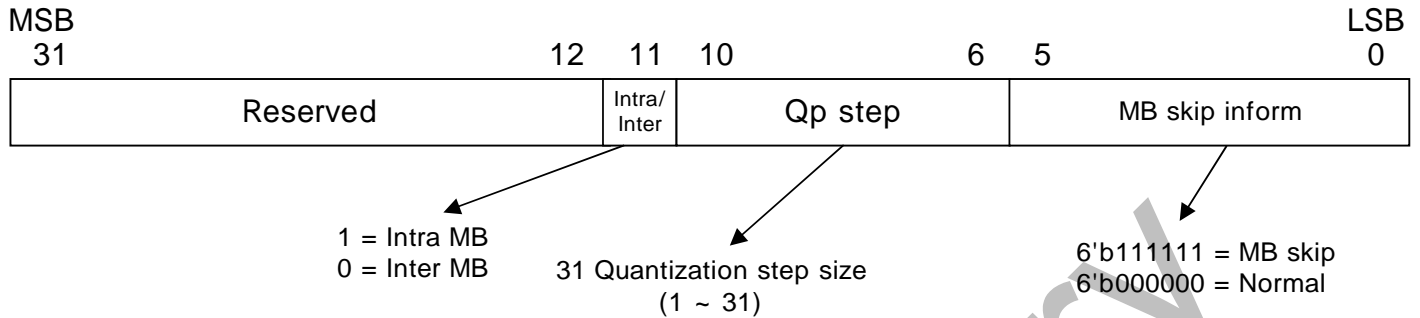 MSB LSB
31 12 11 10 6 5 0
Reserved
Intra/
Inter
Qp step
MB skip inform
1 = Intra MB
0 = Inter MB
31 Quantization step size
(1 ~ 31)
6'b111111 = MB skip
6'b000000 = Normal